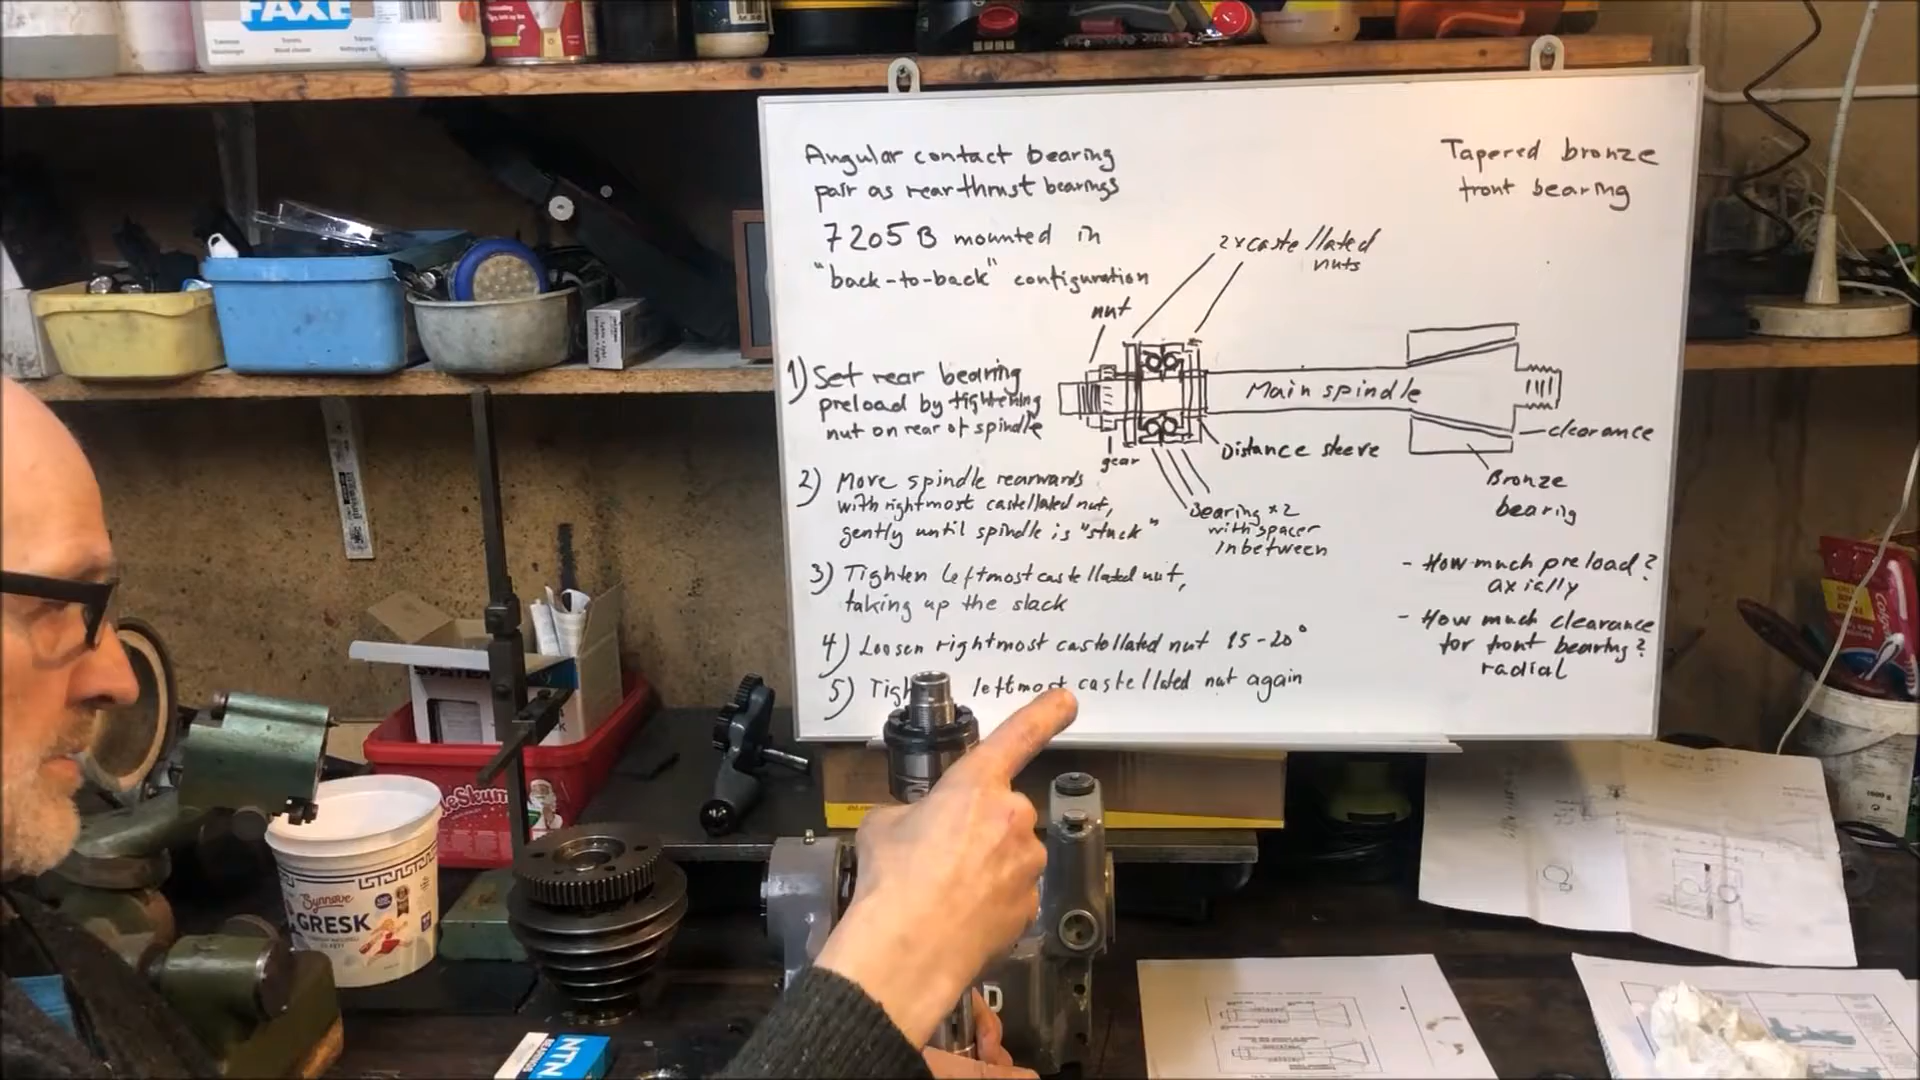 FAXE
Angular contact bearing
pair as rear thrust bearings
7205 B mounted in
"back-to-back" configuration
Tapered bronze
front bearing
2x castellated
nuts
nut
1) Set rear bearing
preload by tightening
nut on rear of spindle
Main spindle
gear
Distance sleeve
clearance
Bronze
bearing
Bearing x2
with spacer
inbetween
2) Move spindle rearwards
with rightmost castellated nut,
gently until spindle is "stuck"
3) Tighten leftmost castellated nut,
taking up the slack
4) Loosen rightmost castellated nut 15-20°
5) Tig leftmost castellated nut again
- How much preload?
axially
- How much clearance
for front bearing?
radial
Synnøve
GRESK
NTN
D